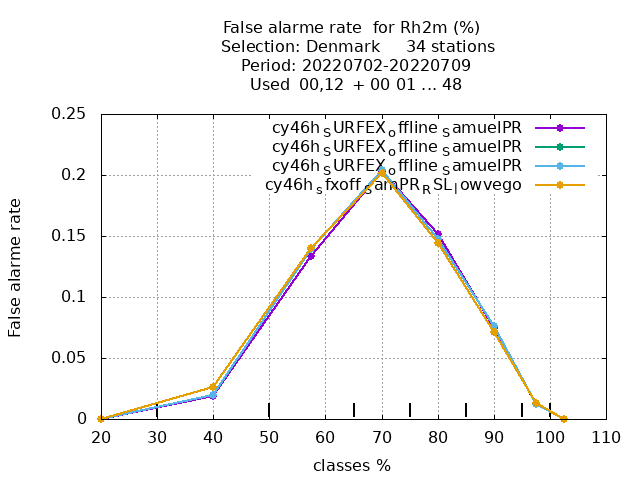 False alarme rate  for Rh2m (%)
Selection: Denmark     34 stations
Period: 20220702-20220709
Used  00,12  + 00 01 ... 48
0.25
cy46h_SURFEX_offline_SamuelPR
cy46h_SURFEX_offline_SamuelPR
0.2
cy46h_SURFEX_offline_SamuelPR
cy46h_sfxoff_samPR_RSL_lowvego
0.15
False alarme rate
0.1
0.05
0
20 30 40 50 60 70 80 90 100 110
classes %